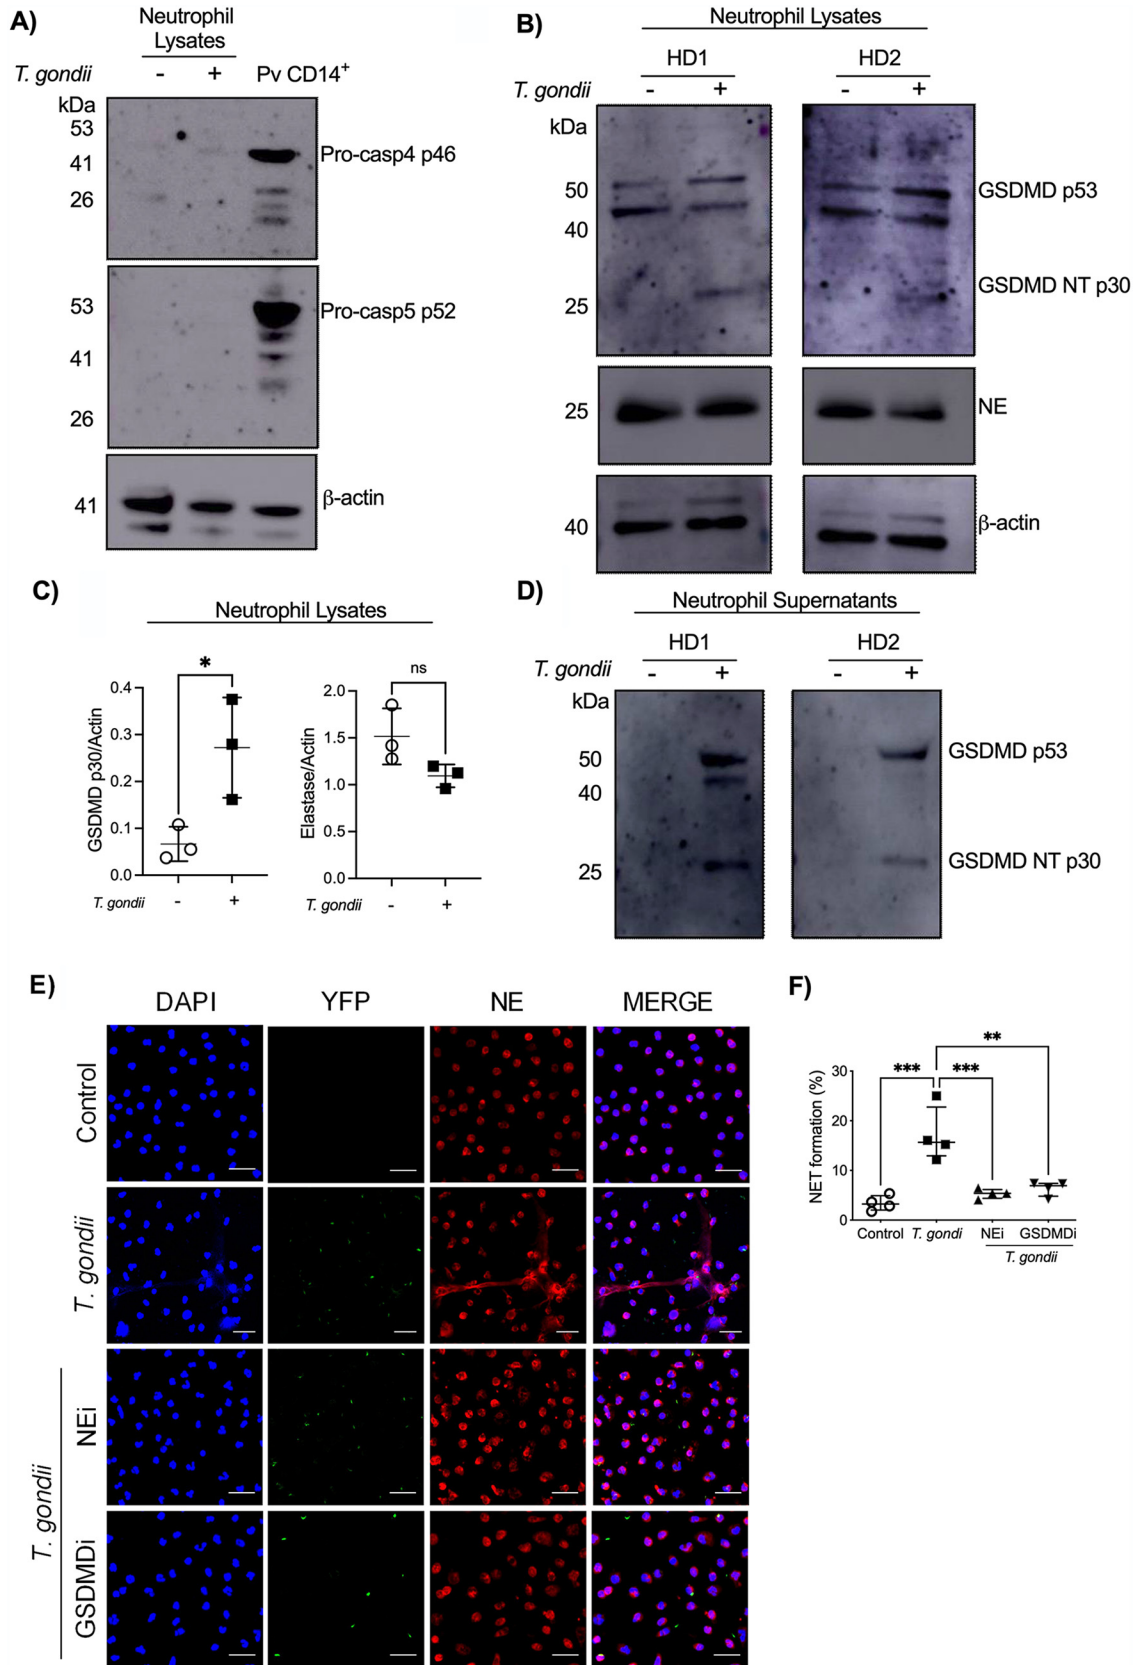 A)
Neutrophil
Lysates
T. gondii - + Pv CD14+
kDa
53
41
26
Pro-casp4 p46
53
41
26
Pro-casp5 p52
41
β-actin
B)
Neutrophil Lysates
HD1 HD2
T. gondii - + - +
kDa
50
40
25
GSDMD p53
GSDMD NT p30
25
NE
40
β-actin
C)
Neutrophil Lysates
*
0.4
0.3
0.2
0.1
0.0
GSDMD p30/Actin
T. gondii - +
ns
2.0
1.5
1.0
0.5
0.0
Elastase/Actin
T. gondii - +
D)
Neutrophil Supernatants
HD1 HD2
T. gondii - + - +
kDa
50
40
25
GSDMD p53
GSDMD NT p30
E)
DAPI YFP NE MERGE
Control
T. gondii
NEi
GSDMDi
T. gondii
F)
**
*** ***
30
20
10
0
NET formation (%)
Control T. gondi NEi GSDMDi
T. gondii